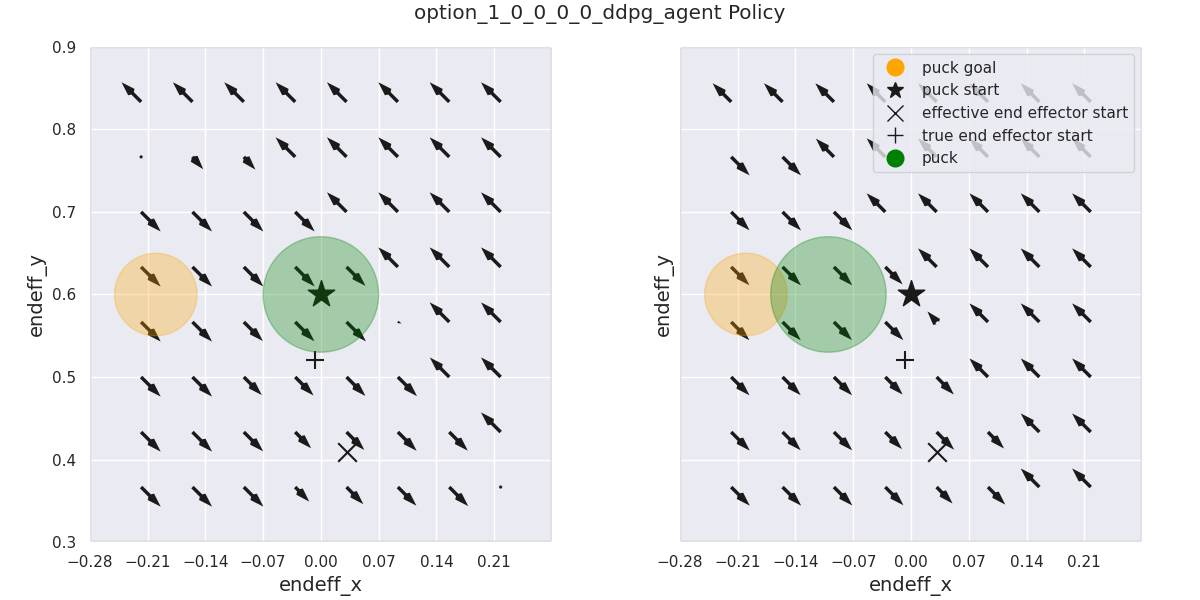 option_1_0_0_0_0_ddpg_agent Policy
0.9
0.8
0.7
0.6
0.5
0.4
0.3
endeff_y
−0.28 −0.21 −0.14 −0.07 0.00 0.07 0.14 0.21
endeff_x
puck goal
puck start
effective end effector start
true end effector start
puck
endeff_y
−0.28 −0.21 −0.14 −0.07 0.00 0.07 0.14 0.21
endeff_x